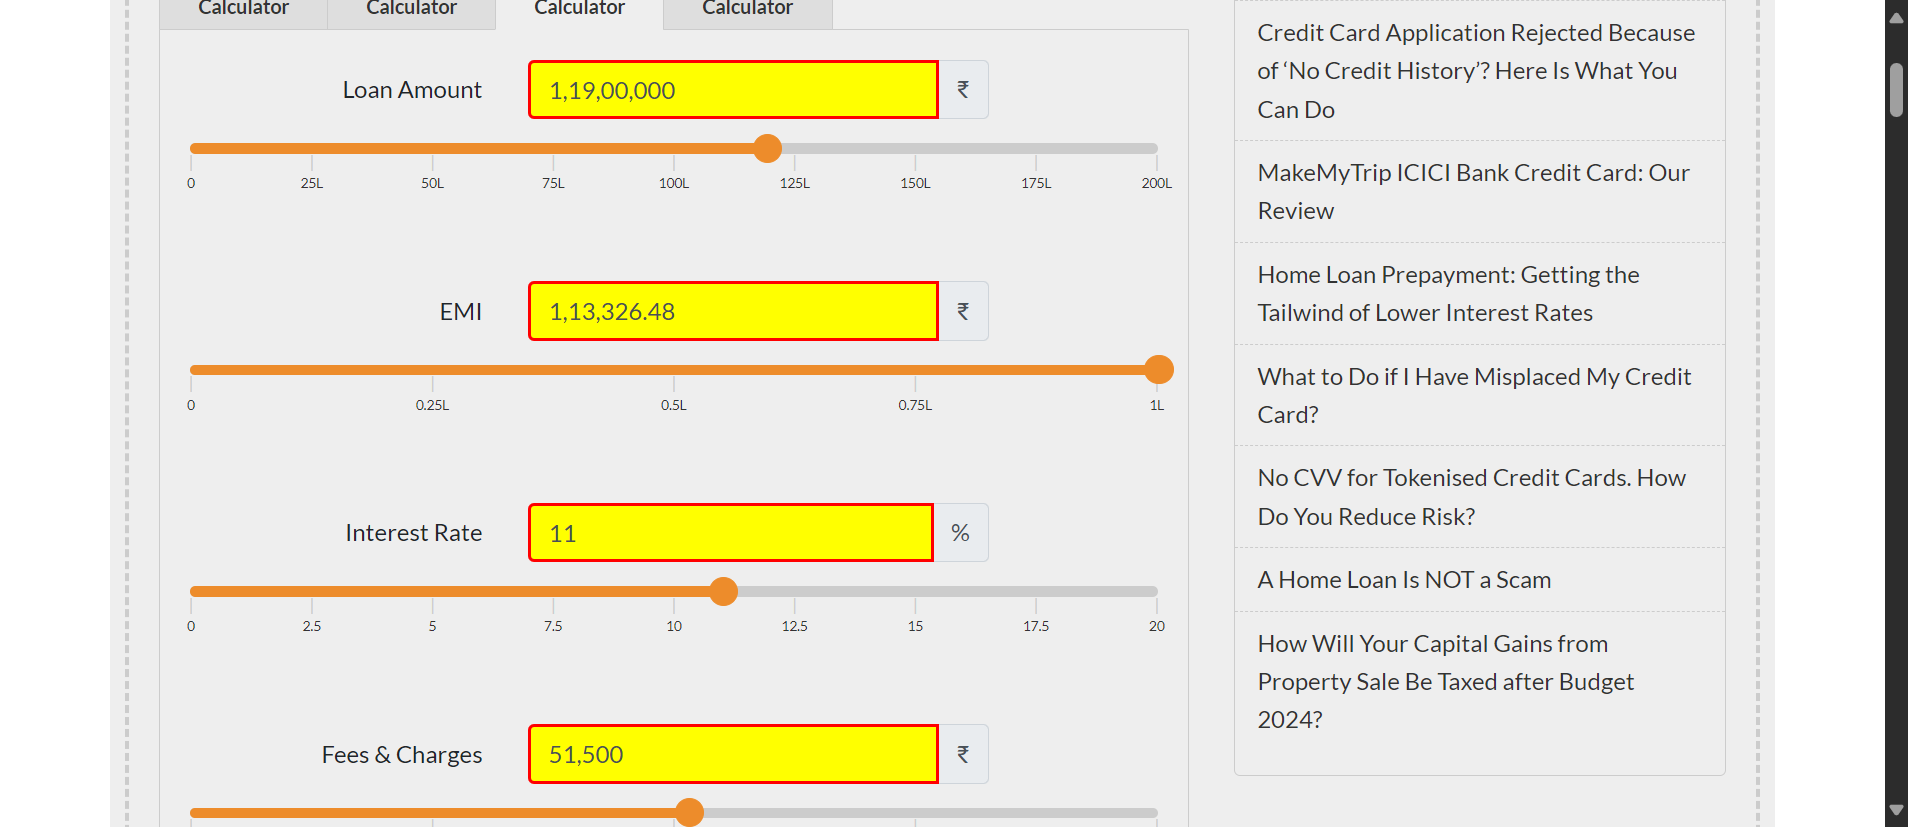 Calculator Calculator Calculator Calculator
Loan Amount 1,19,00,000 ₹
0 25L 50L 75L 100L 125L 150L 175L 200L
EMI 1,13,326.48 ₹
0 0.25L 0.5L 0.75L 1L
Interest Rate 11 %
0 2.5 5 7.5 10 12.5 15 17.5 20
Fees & Charges 51,500 ₹
Credit Card Application Rejected Because
of ‘No Credit History’? Here Is What You
Can Do
MakeMyTrip ICICI Bank Credit Card: Our
Review
Home Loan Prepayment: Getting the
Tailwind of Lower Interest Rates
What to Do if I Have Misplaced My Credit
Card?
No CVV for Tokenised Credit Cards. How
Do You Reduce Risk?
A Home Loan Is NOT a Scam
How Will Your Capital Gains from
Property Sale Be Taxed after Budget
2024?